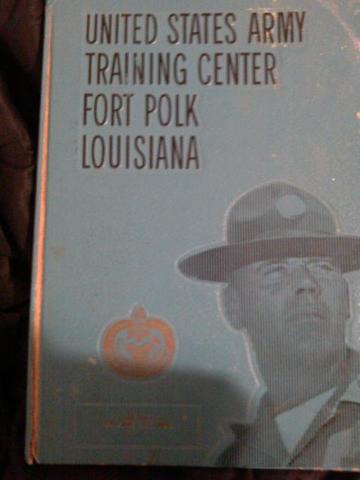 UNITED STATES ARMY
TRAINING CENTER
FORT POLK
LOUISIANA